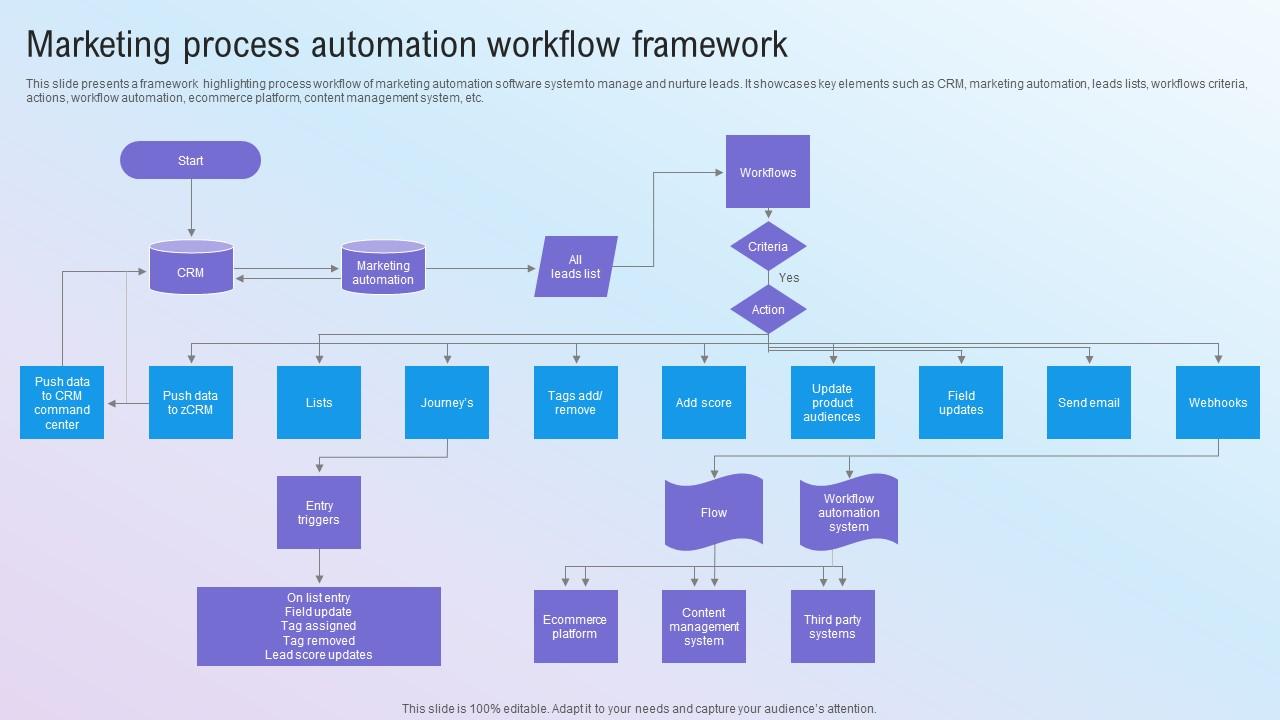 Marketing process automation workflow framework
This slide presents a framework highlighting process workflow of marketing automation software system to manage and nurture leads. It showcases key elements such as CRM, marketing automation, leads lists, workflows criteria,
actions, workflow automation, ecommerce platform, content management system, etc.
Start
Workflows
CRM
Marketing
automation
All
leads list
Criteria
Yes
Action
Push data
to CRM
command
center
Push data
to zCRM
Lists
Journey's
Tags add/
remove
Add score
Update
product
audiences
Field
updates
Send email
Webhooks
Entry
triggers
Flow
Workflow
automation
system
On list entry
Field update
Tag assigned
Tag removed
Lead score updates
Ecommerce
platform
Content
management
system
Third party
systems
This slide is 100% editable. Adapt it to your needs and capture your audience's attention.